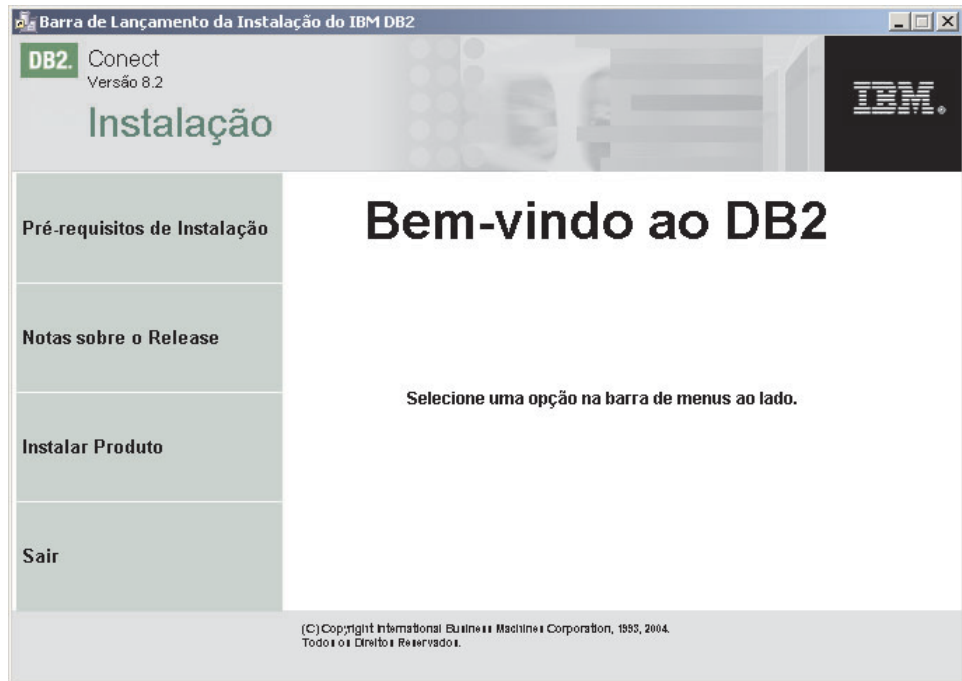 Barra de Lançamento da Instalação do IBM DB2
DB2. Conect
Versão 8.2
Instalação
IBM.
Pré-requisitos de Instalação
Bem-vindo ao DB2
Notas sobre o Release
Selecione uma opção na barra de menus ao lado.
Instalar Produto
Sair
(C) Copyright International Business Machines Corporation, 1993, 2004.
Todos os Direitos Reservados.